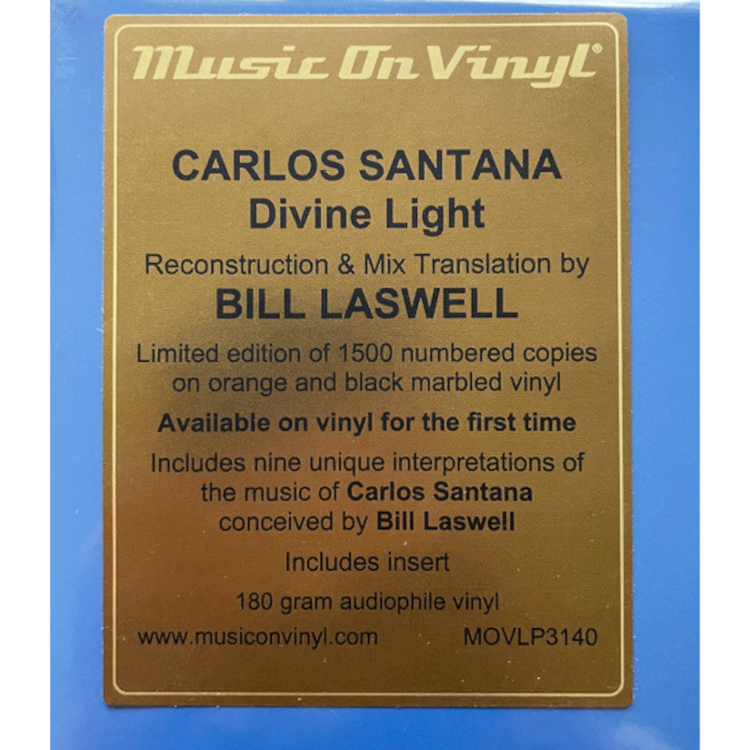 Music On Vinyl®
CARLOS SANTANA
Divine Light
Reconstruction & Mix Translation by
BILL LASWELL
Limited edition of 1500 numbered copies
on orange and black marbled vinyl
Available on vinyl for the first time
Includes nine unique interpretations of
the music of Carlos Santana
conceived by Bill Laswell
Includes insert
180 gram audiophile vinyl
www.musiconvinyl.com MOVLP3140